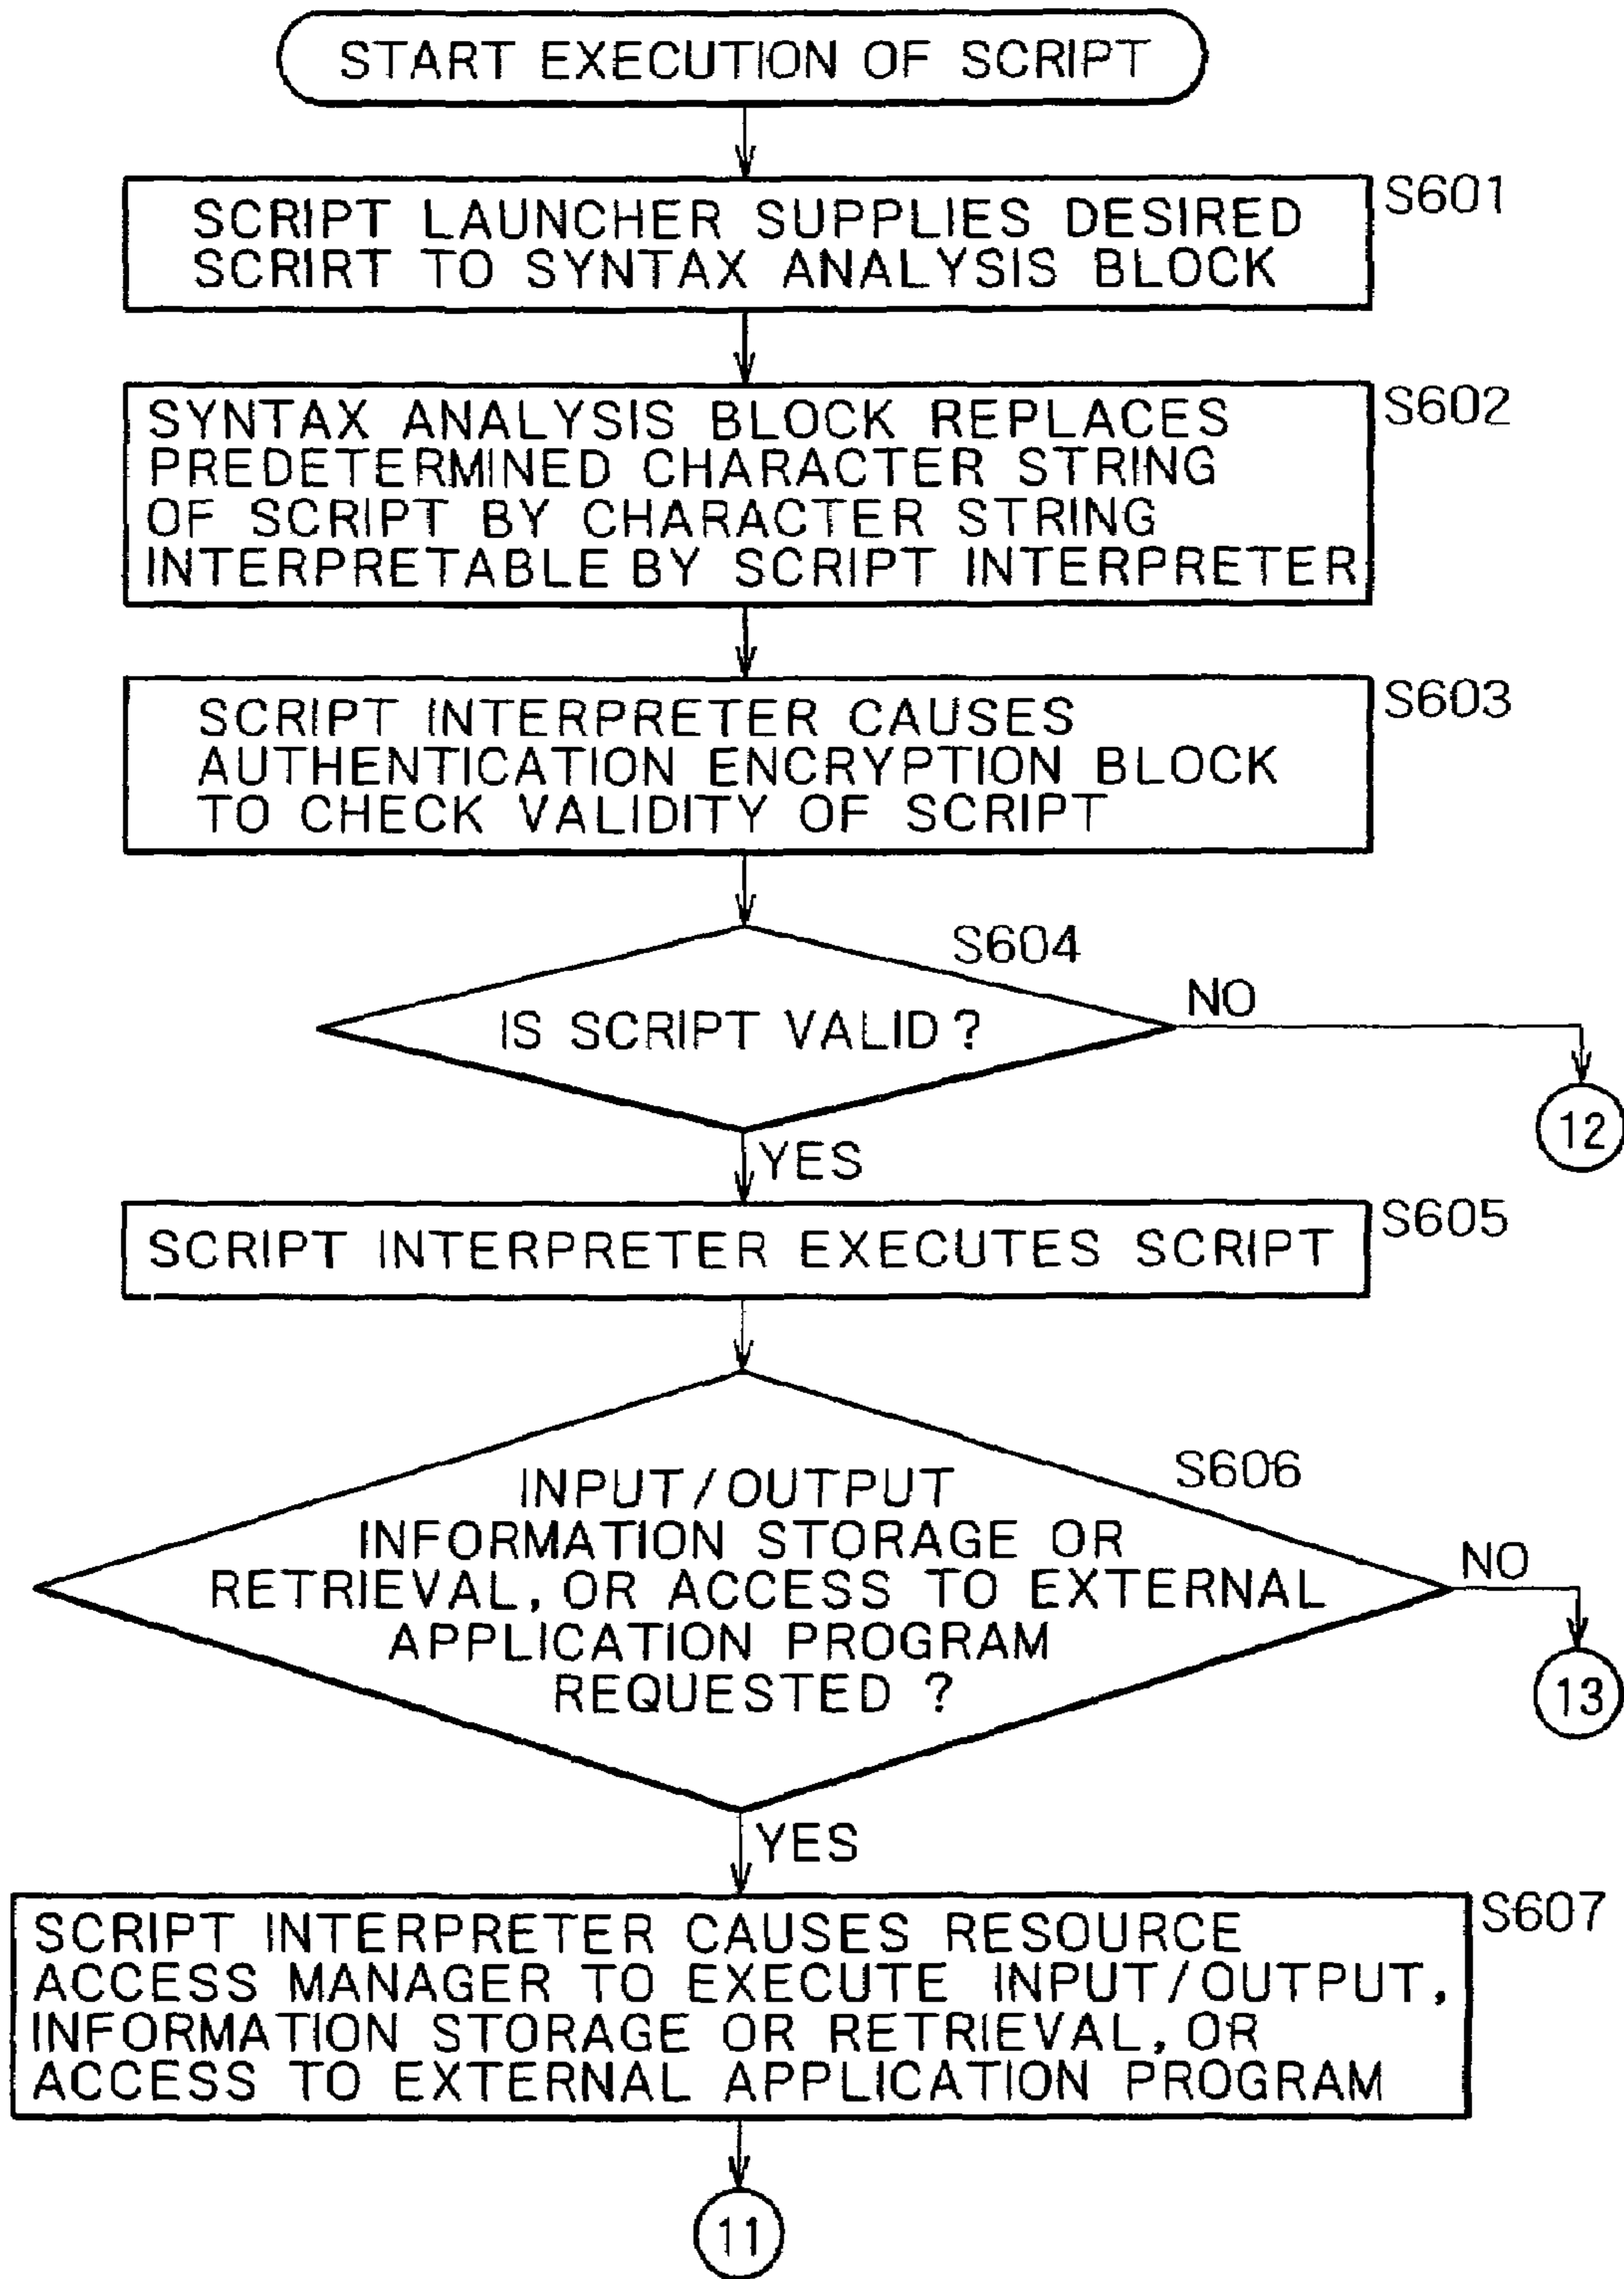 START EXECUTION OF SCRIPT
S601
SCRIPT LAUNCHER SUPPLIES DESIRED
SCRIRT TO SYNTAX ANALYSIS BLOCK
S602
SYNTAX ANALYSIS BLOCK REPLACES
PREDETERMINED CHARACTER STRING
OF SCRIPT BY CHARACTER STRING
INTERPRETABLE BY SCRIPT INTERPRETER
S603
SCRIPT INTERPRETER CAUSES
AUTHENTICATION ENCRYPTION BLOCK
TO CHECK VALIDITY OF SCRIPT
S604
IS SCRIPT VALID ?
NO
12
YES
S605
SCRIPT INTERPRETER EXECUTES SCRIPT
S606
INPUT/OUTPUT
INFORMATION STORAGE OR
RETRIEVAL, OR ACCESS TO EXTERNAL
APPLICATION PROGRAM
REQUESTED ?
NO
13
YES
S607
SCRIPT INTERPRETER CAUSES RESOURCE
ACCESS MANAGER TO EXECUTE INPUT/OUTPUT,
INFORMATION STORAGE OR RETRIEVAL, OR
ACCESS TO EXTERNAL APPLICATION PROGRAM
11